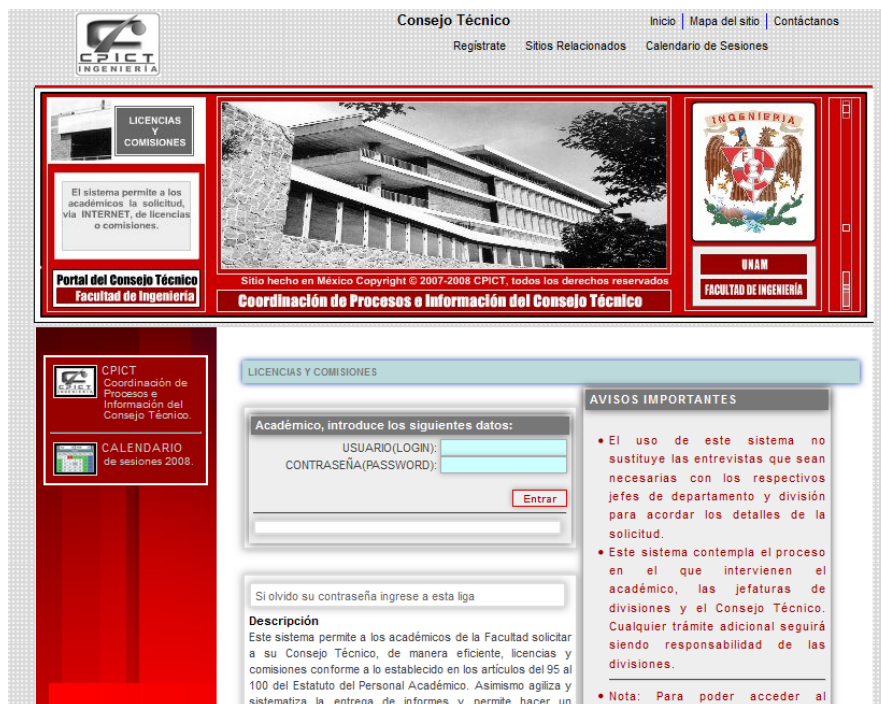 CPICT
INGENIERÍA
Consejo Técnico
Inicio | Mapa del sitio | Contáctanos
Regístrate Sitios Relacionados Calendario de Sesiones
LICENCIAS
Y
COMISIONES
El sistema permite a los
académicos la solicitud,
via INTERNET, de licencias
o comisiones.
Portal del Consejo Técnico
Facultad de Ingeniería
Sitio hecho en México Copyright © 2007-2008 CPICT, todos los derechos reservados
Coordinación de Procesos e Información del Consejo Técnico
INGENIERIA
UNAM
FACULTAD DE INGENIERÍA
CPICT
Coordinación de
Procesos e
Información del
Consejo Técnico.
CALENDARIO
de sesiones 2008.
LICENCIAS Y COMISIONES
Académico, introduce los siguientes datos:
USUARIO(LOGIN):
CONTRASEÑA(PASSWORD):
Entrar
Si olvido su contraseña ingrese a esta liga
Descripción
Este sistema permite a los académicos de la Facultad solicitar
a su Consejo Técnico, de manera eficiente, licencias y
comisiones conforme a lo establecido en los artículos del 95 al
100 del Estatuto del Personal Académico. Asimismo agiliza y
sistematiza la entrega de informes y permite hacer un
AVISOS IMPORTANTES
• El uso de este sistema no
sustituye las entrevistas que sean
necesarias con los respectivos
jefes de departamento y división
para acordar los detalles de la
solicitud.
• Este sistema contempla el proceso
en el que intervienen el
académico, las jefaturas de
divisiones y el Consejo Técnico.
Cualquier trámite adicional seguirá
siendo responsabilidad de las
divisiones.
• Nota: Para poder acceder al